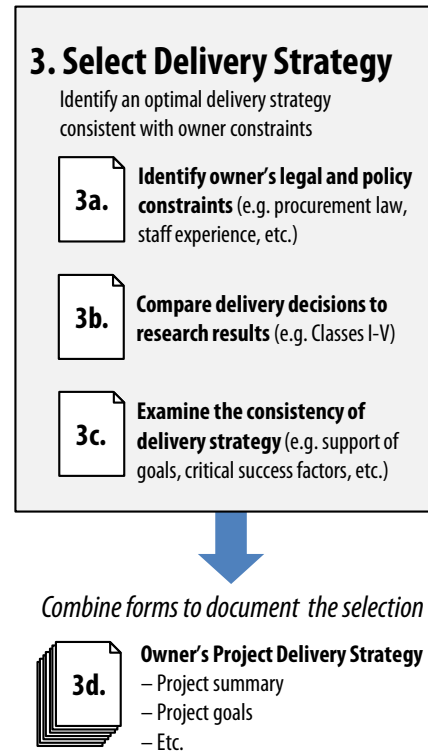 3. Select Delivery Strategy
Identify an optimal delivery strategy
consistent with owner constraints
3a.
Identify owner's legal and policy
constraints (e.g. procurement law,
staff experience, etc.)
3b.
Compare delivery decisions to
research results (e.g. Classes I-V)
3c.
Examine the consistency of
delivery strategy (e.g. support of
goals, critical success factors, etc.)
Combine forms to document the selection
3d.
Owner's Project Delivery Strategy
– Project summary
– Project goals
– Etc.